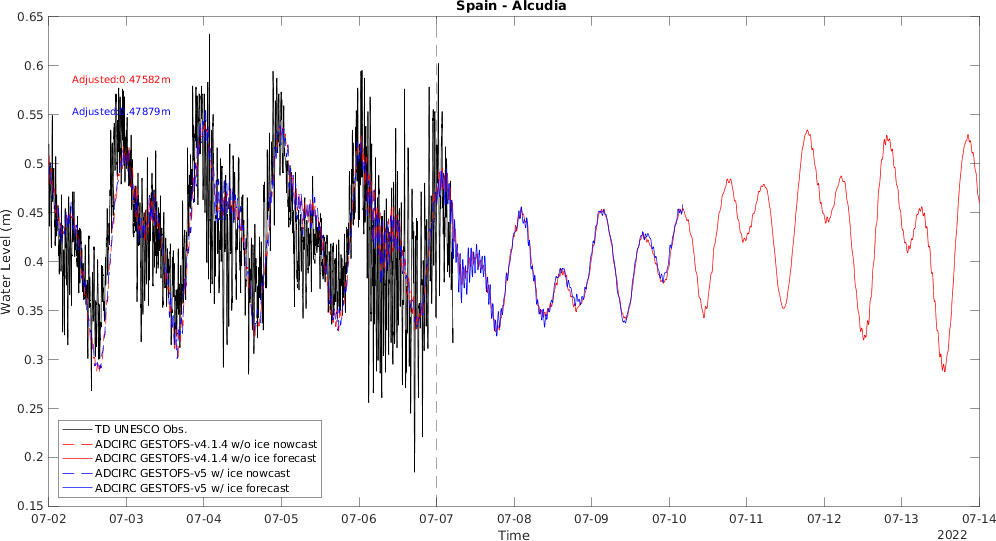 Spain - Alcudia
0.65
0.6
0.55
0.5
0.45
0.4
0.35
0.3
0.25
0.2
0.15
Water Level (m)
Adjusted:0.47582m
Adjusted:0.47879m
TD UNESCO Obs.
ADCIRC GESTOFS-v4.1.4 w/o ice nowcast
ADCIRC GESTOFS-v4.1.4 w/o ice forecast
ADCIRC GESTOFS-v5 w/ ice nowcast
ADCIRC GESTOFS-v5 w/ ice forecast
07-02 07-03 07-04 07-05 07-06 07-07 07-08 07-09 07-10 07-11 07-12 07-13 07-14
Time
2022